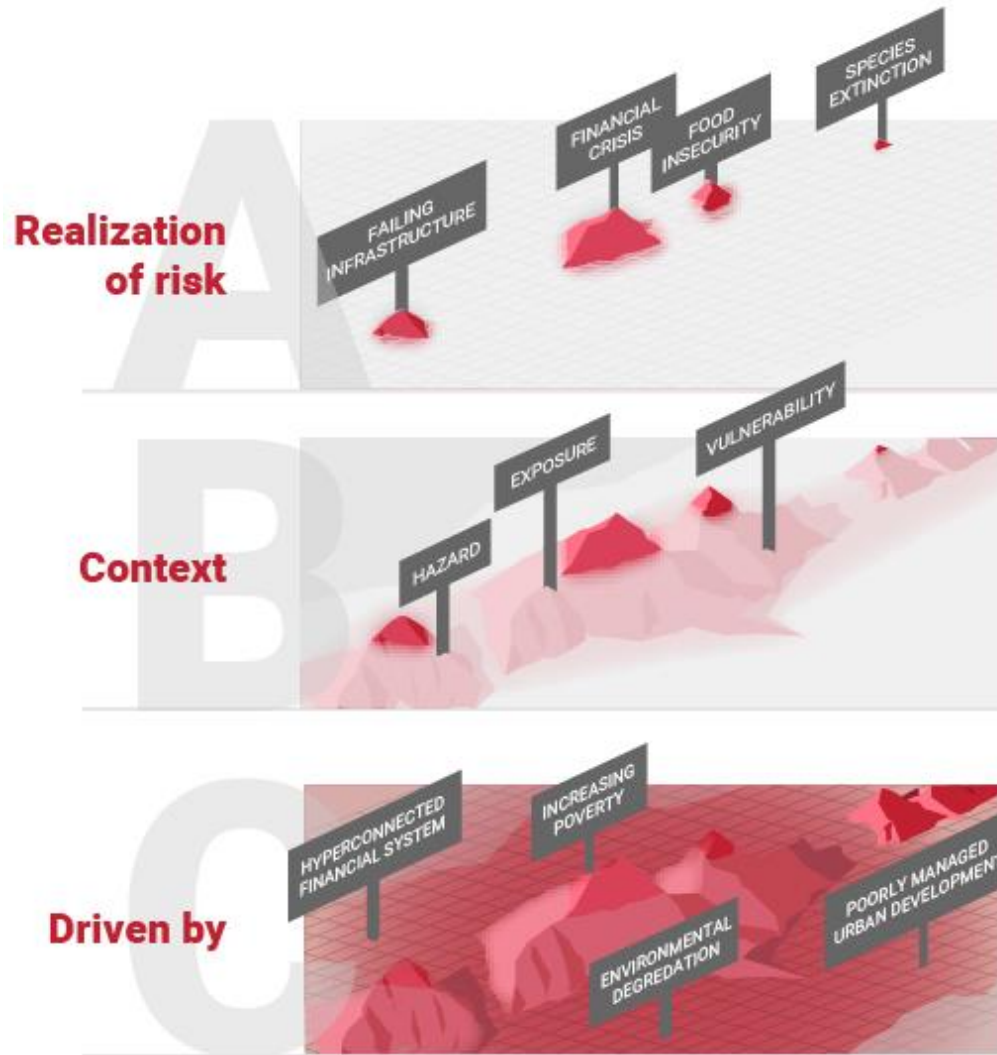 A
Realization
of risk
FAILING
INFRASTRUCTURE
FINANCIAL
CRISIS
FOOD
INSECURITY
SPECIES
EXTINCTION
B
Context
HAZARD
EXPOSURE
VULNERABILITY
C
Driven by
HYPERCONNECTED
FINANCIAL SYSTEM
INCREASING
POVERTY
ENVIRONMENTAL
DEGREDATION
POORLY MANAGED
URBAN DEVELOPMENT